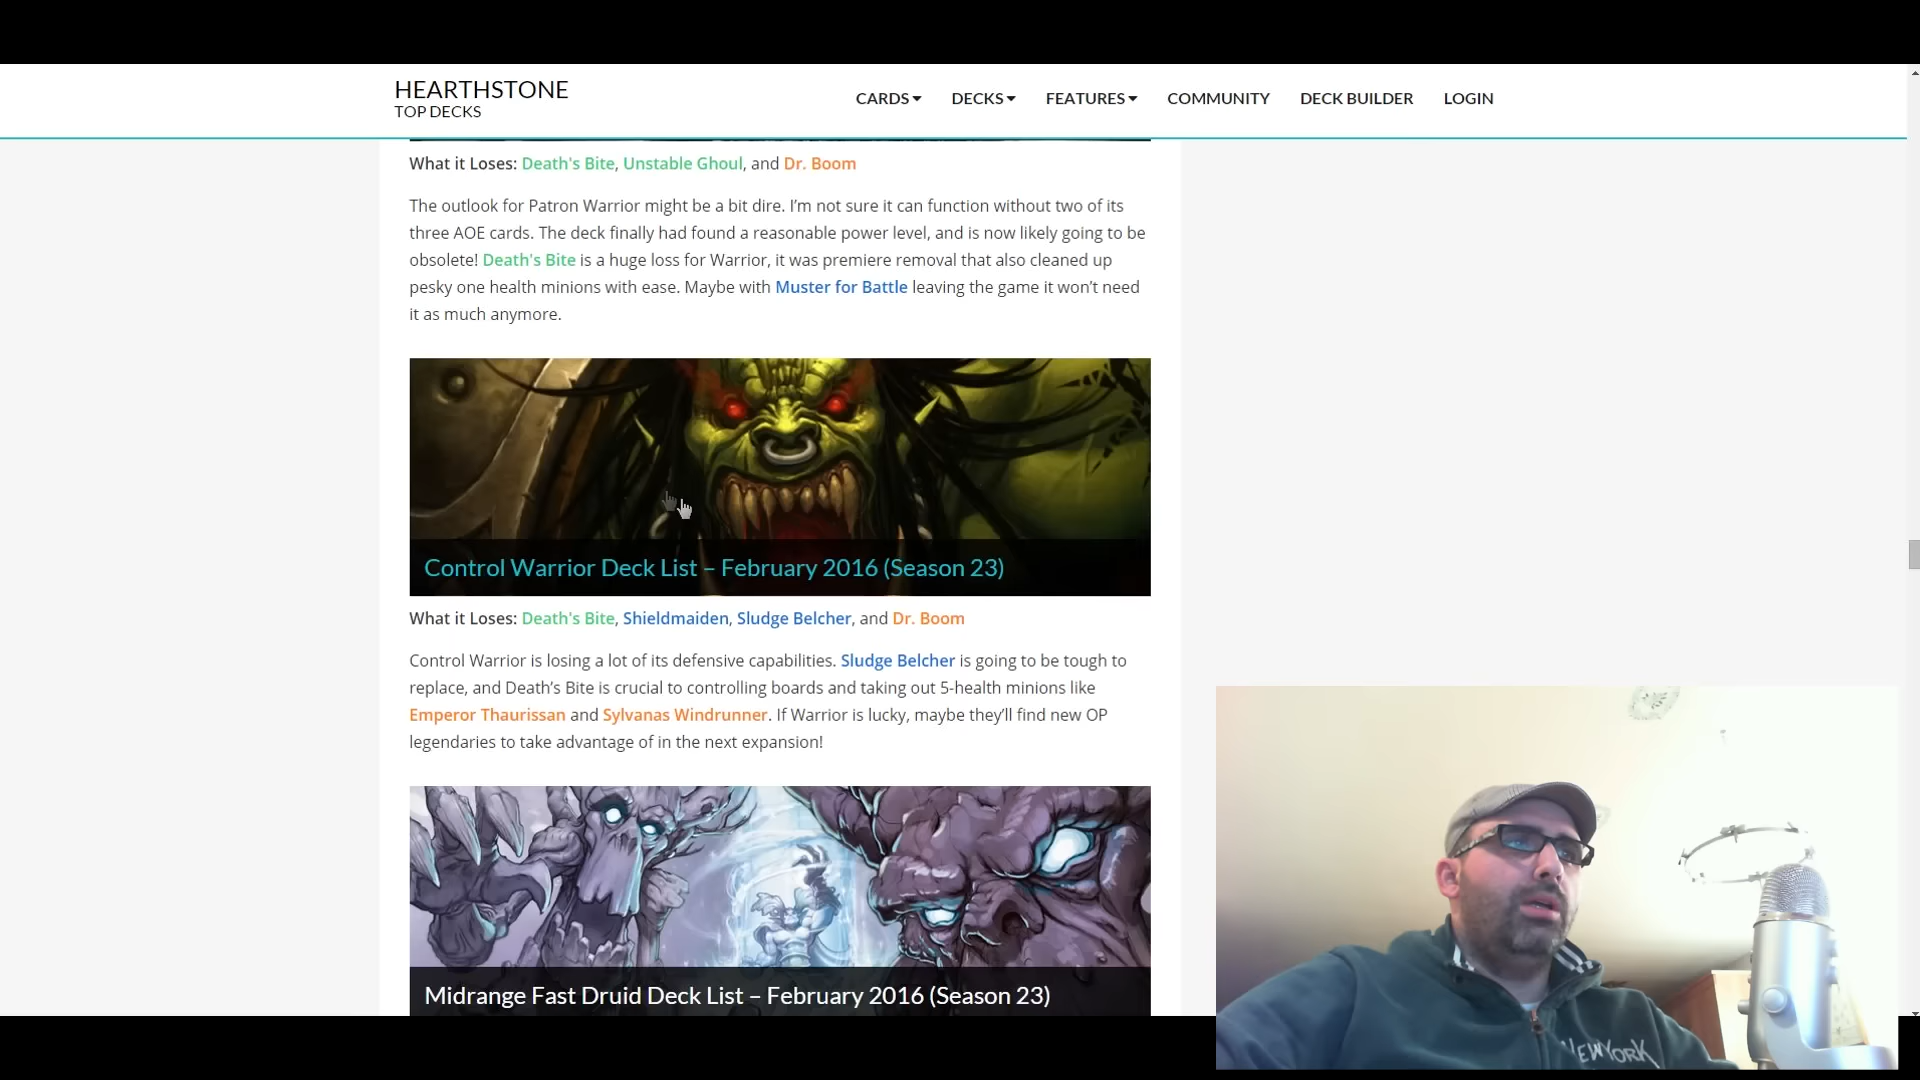 HEARTHSTONE
TOP DECKS
CARDS DECKS FEATURES COMMUNITY DECK BUILDER LOGIN
What it Loses: Death's Bite, Unstable Ghoul, and Dr. Boom
The outlook for Patron Warrior might be a bit dire. I'm not sure it can function without two of its
three AOE cards. The deck finally had found a reasonable power level, and is now likely going to be
obsolete! Death's Bite is a huge loss for Warrior, it was premiere removal that also cleaned up
pesky one health minions with ease. Maybe with Muster for Battle leaving the game it won't need
it as much anymore.
Control Warrior Deck List – February 2016 (Season 23)
What it Loses: Death's Bite, Shieldmaiden, Sludge Belcher, and Dr. Boom
Control Warrior is losing a lot of its defensive capabilities. Sludge Belcher is going to be tough to
replace, and Death's Bite is crucial to controlling boards and taking out 5-health minions like
Emperor Thaurissan and Sylvanas Windrunner. If Warrior is lucky, maybe they'll find new OP
legendaries to take advantage of in the next expansion!
Midrange Fast Druid Deck List – February 2016 (Season 23)
NEWYORK